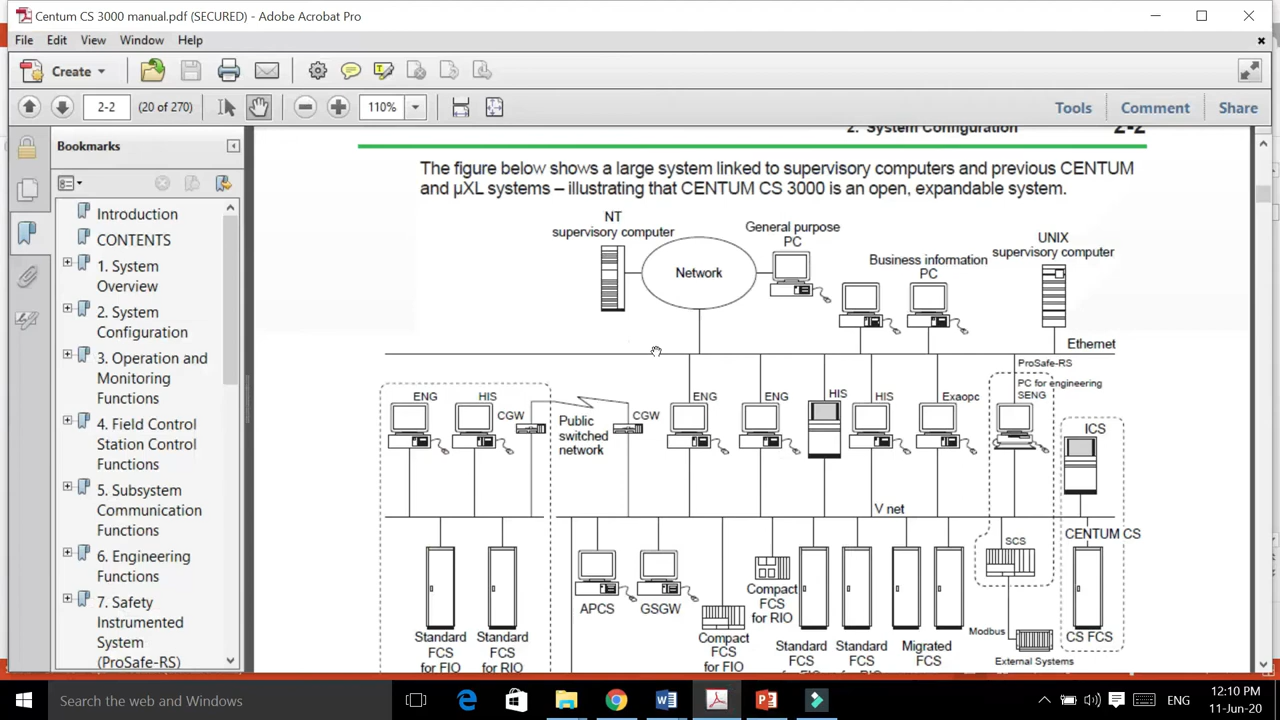 Centum CS 3000 manual.pdf (SECURED) - Adobe Acrobat Pro
File Edit View Window Help
Create
2-2 (20 of 270) 110% Tools Comment Share
Bookmarks
Introduction
CONTENTS
1. System
Overview
2. System
Configuration
3. Operation and
Monitoring
Functions
4. Field Control
Station Control
Functions
5. Subsystem
Communication
Functions
6. Engineering
Functions
7. Safety
Instrumented
System
(ProSafe-RS)
2. System Configuration 2-2
The figure below shows a large system linked to supervisory computers and previous CENTUM
and µXL systems – illustrating that CENTUM CS 3000 is an open, expandable system.
NT
supervisory computer
Network
General purpose
PC
Business information
PC
UNIX
supervisory computer
Ethernet
ProSafe-RS
PC for engineering
SENG
ENG
HIS
CGW
Public
switched
network
CGW
ENG
ENG
HIS
HIS
Exaopc
ICS
V net
CENTUM CS
SCS
APCS
GSGW
Compact
FCS
for RIO
Standard
FCS
for FIO
Standard
FCS
for RIO
Compact
FCS
for FIO
Standard
FCS
Standard
FCS
Migrated
FCS
Modbus
External Systems
CS FCS
Search the web and Windows
ENG
12:10 PM
11-Jun-20